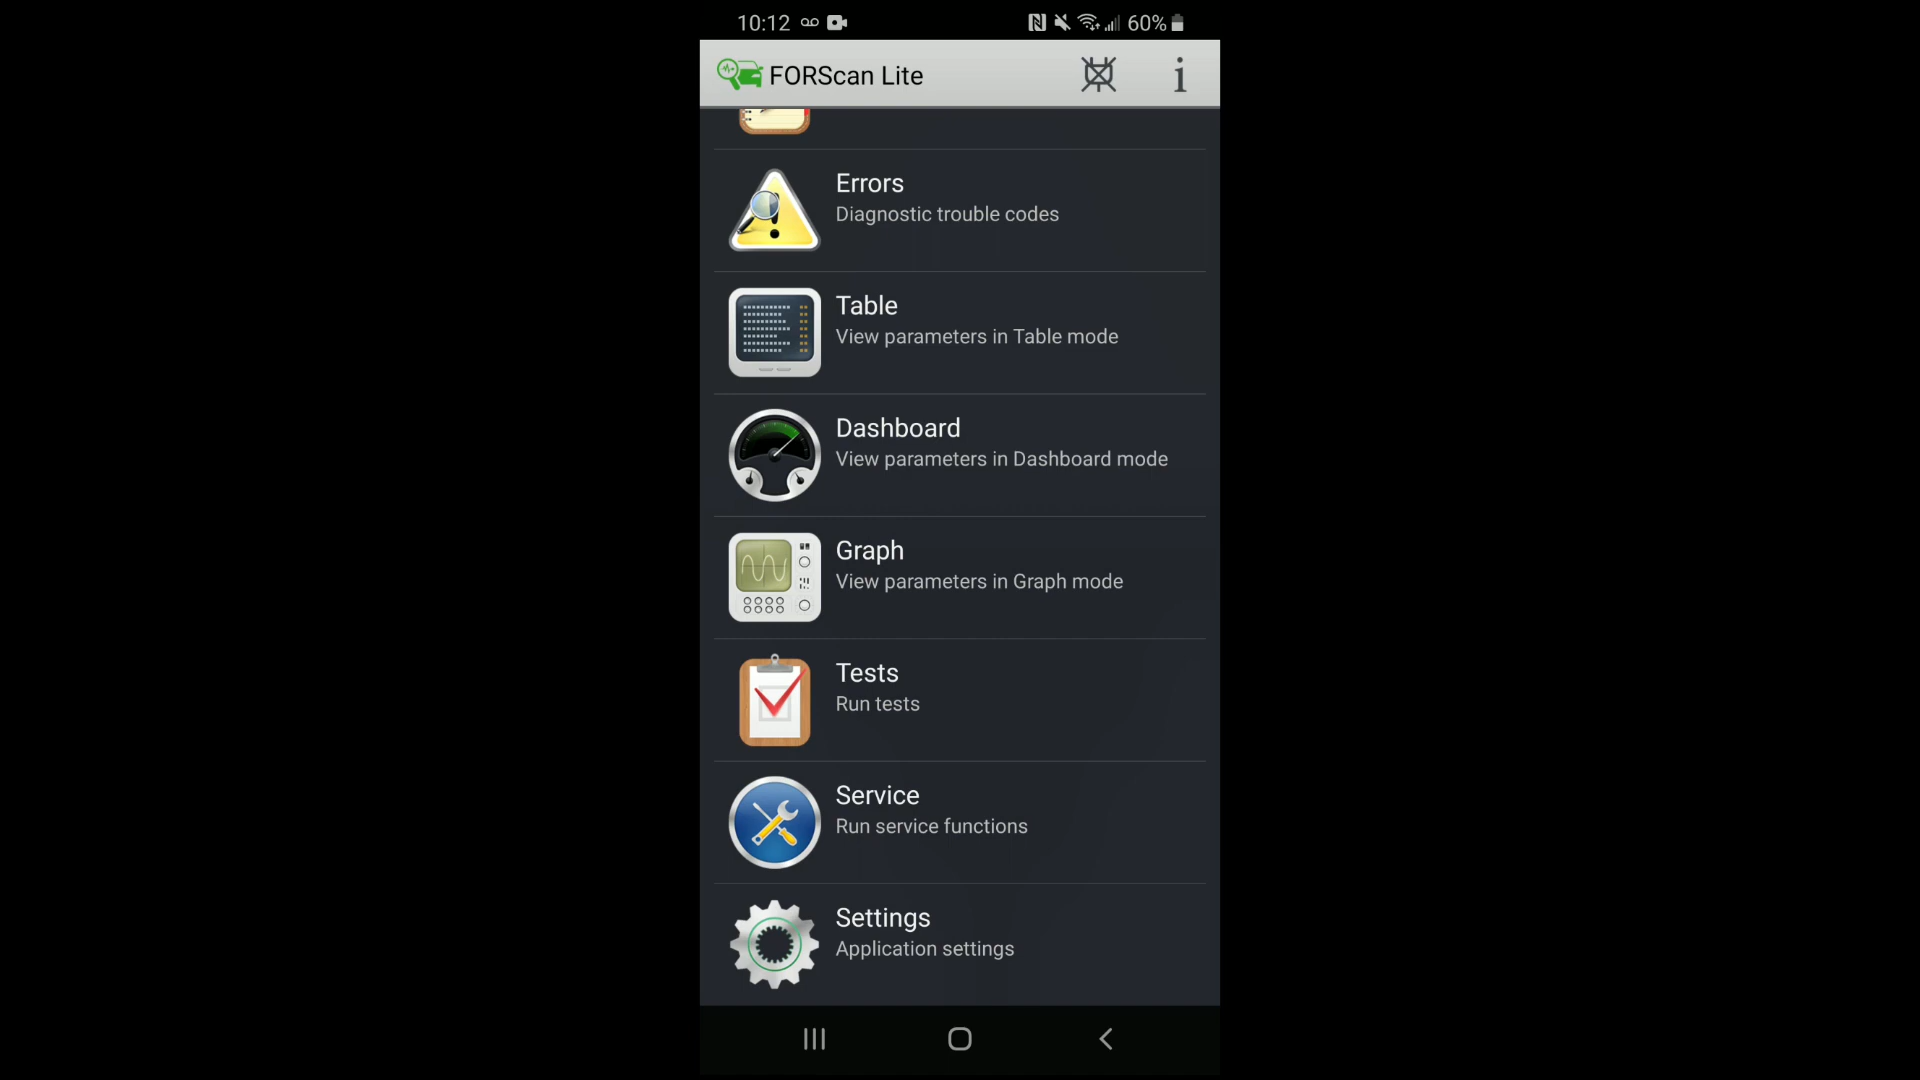 10:12
60%
FORScan Lite
Errors
Diagnostic trouble codes
Table
View parameters in Table mode
Dashboard
View parameters in Dashboard mode
Graph
View parameters in Graph mode
Tests
Run tests
Service
Run service functions
Settings
Application settings